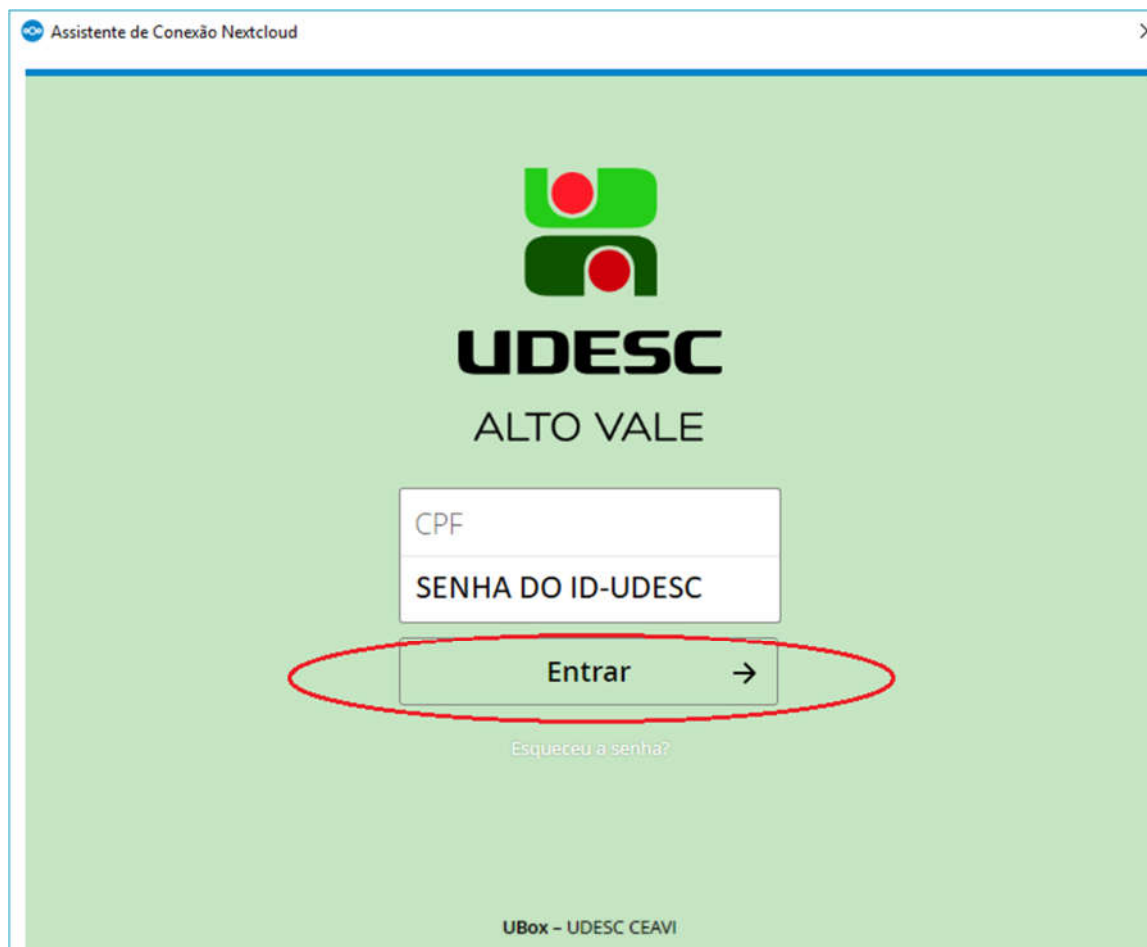 Assistente de Conexão Nextcloud
UDESC
ALTO VALE
CPF
SENHA DO ID-UDESC
Entrar
Esqueceu a senha?
UBox – UDESC CEAVI